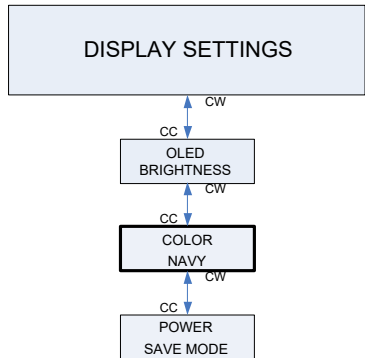 DISPLAY SETTINGS
CW
CC
OLED
BRIGHTNESS
CW
CC
COLOR
NAVY
CW
CC
POWER
SAVE MODE